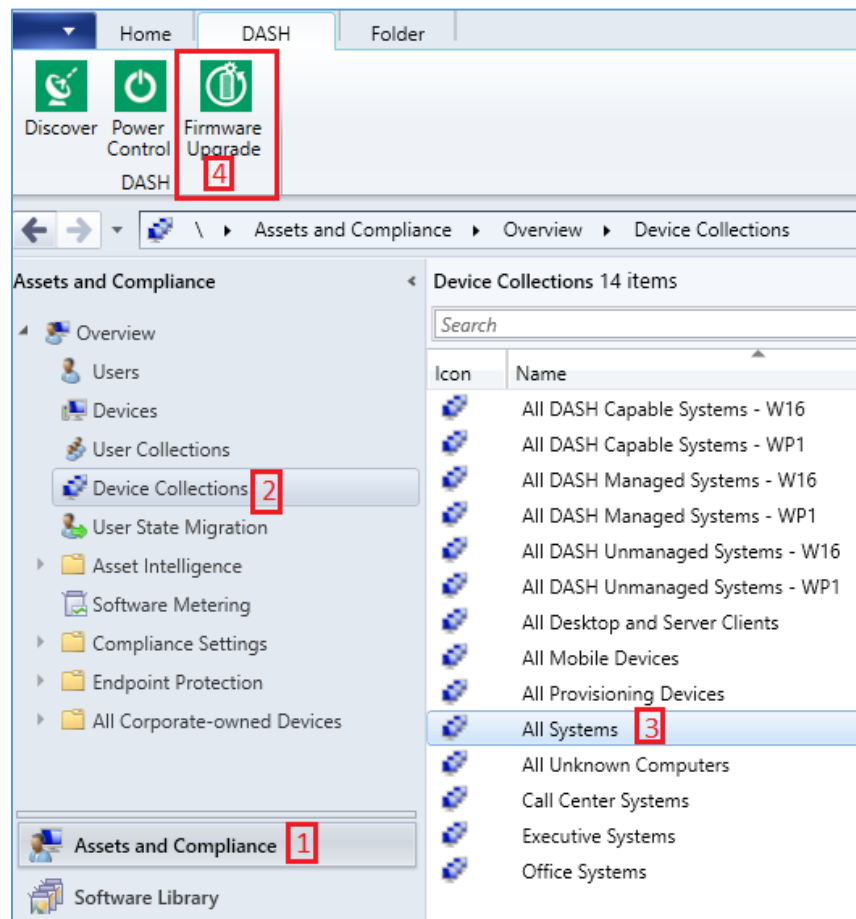 Home DASH Folder
Discover Power Control Firmware Upgrade
4
DASH
\ Assets and Compliance Overview Device Collections
Assets and Compliance
Overview
Users
Devices
User Collections
Device Collections 2
User State Migration
Asset Intelligence
Software Metering
Compliance Settings
Endpoint Protection
All Corporate-owned Devices
Assets and Compliance 1
Software Library
Device Collections 14 items
Search
Icon Name
All DASH Capable Systems - W16
All DASH Capable Systems - WP1
All DASH Managed Systems - W16
All DASH Managed Systems - WP1
All DASH Unmanaged Systems - W16
All DASH Unmanaged Systems - WP1
All Desktop and Server Clients
All Mobile Devices
All Provisioning Devices
All Systems 3
All Unknown Computers
Call Center Systems
Executive Systems
Office Systems